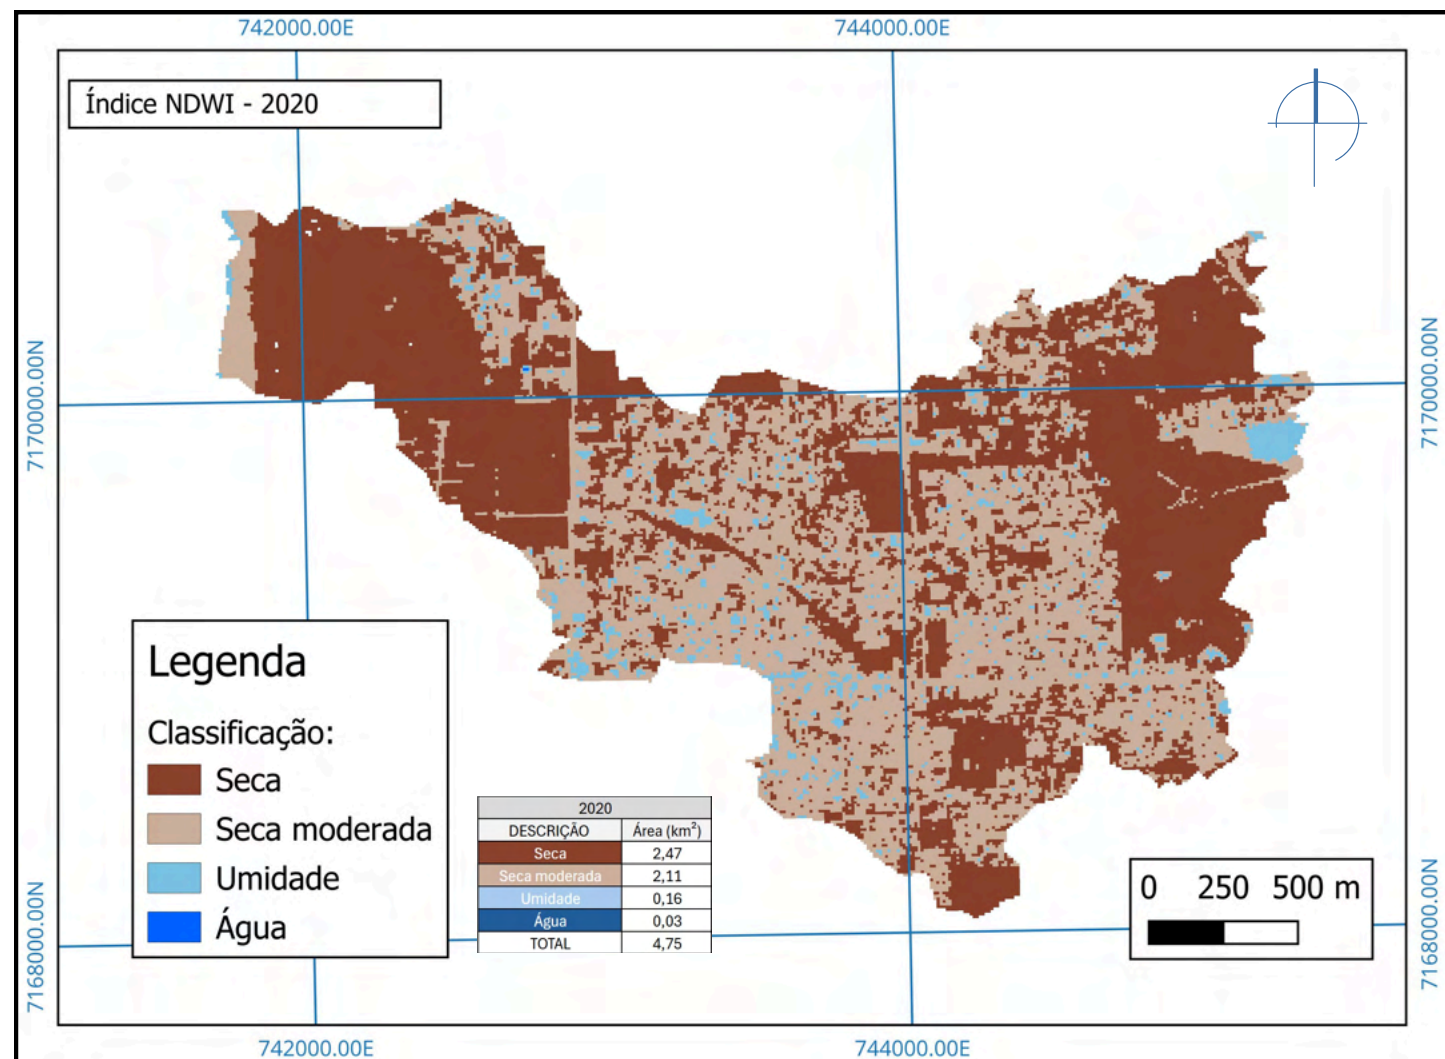 742000.00E 744000.00E
Índice NDWI - 2020
7170000.00N
7170000.00N
Legenda
Classificação:
Seca
Seca moderada
Umidade
Água
2020
DESCRIÇÃO Área (km²)
Seca 2,47
Seca moderada 2,11
Umidade 0,16
Água 0,03
TOTAL 4,75
0 250 500 m
7168000.00N
7168000.00N
742000.00E 744000.00E